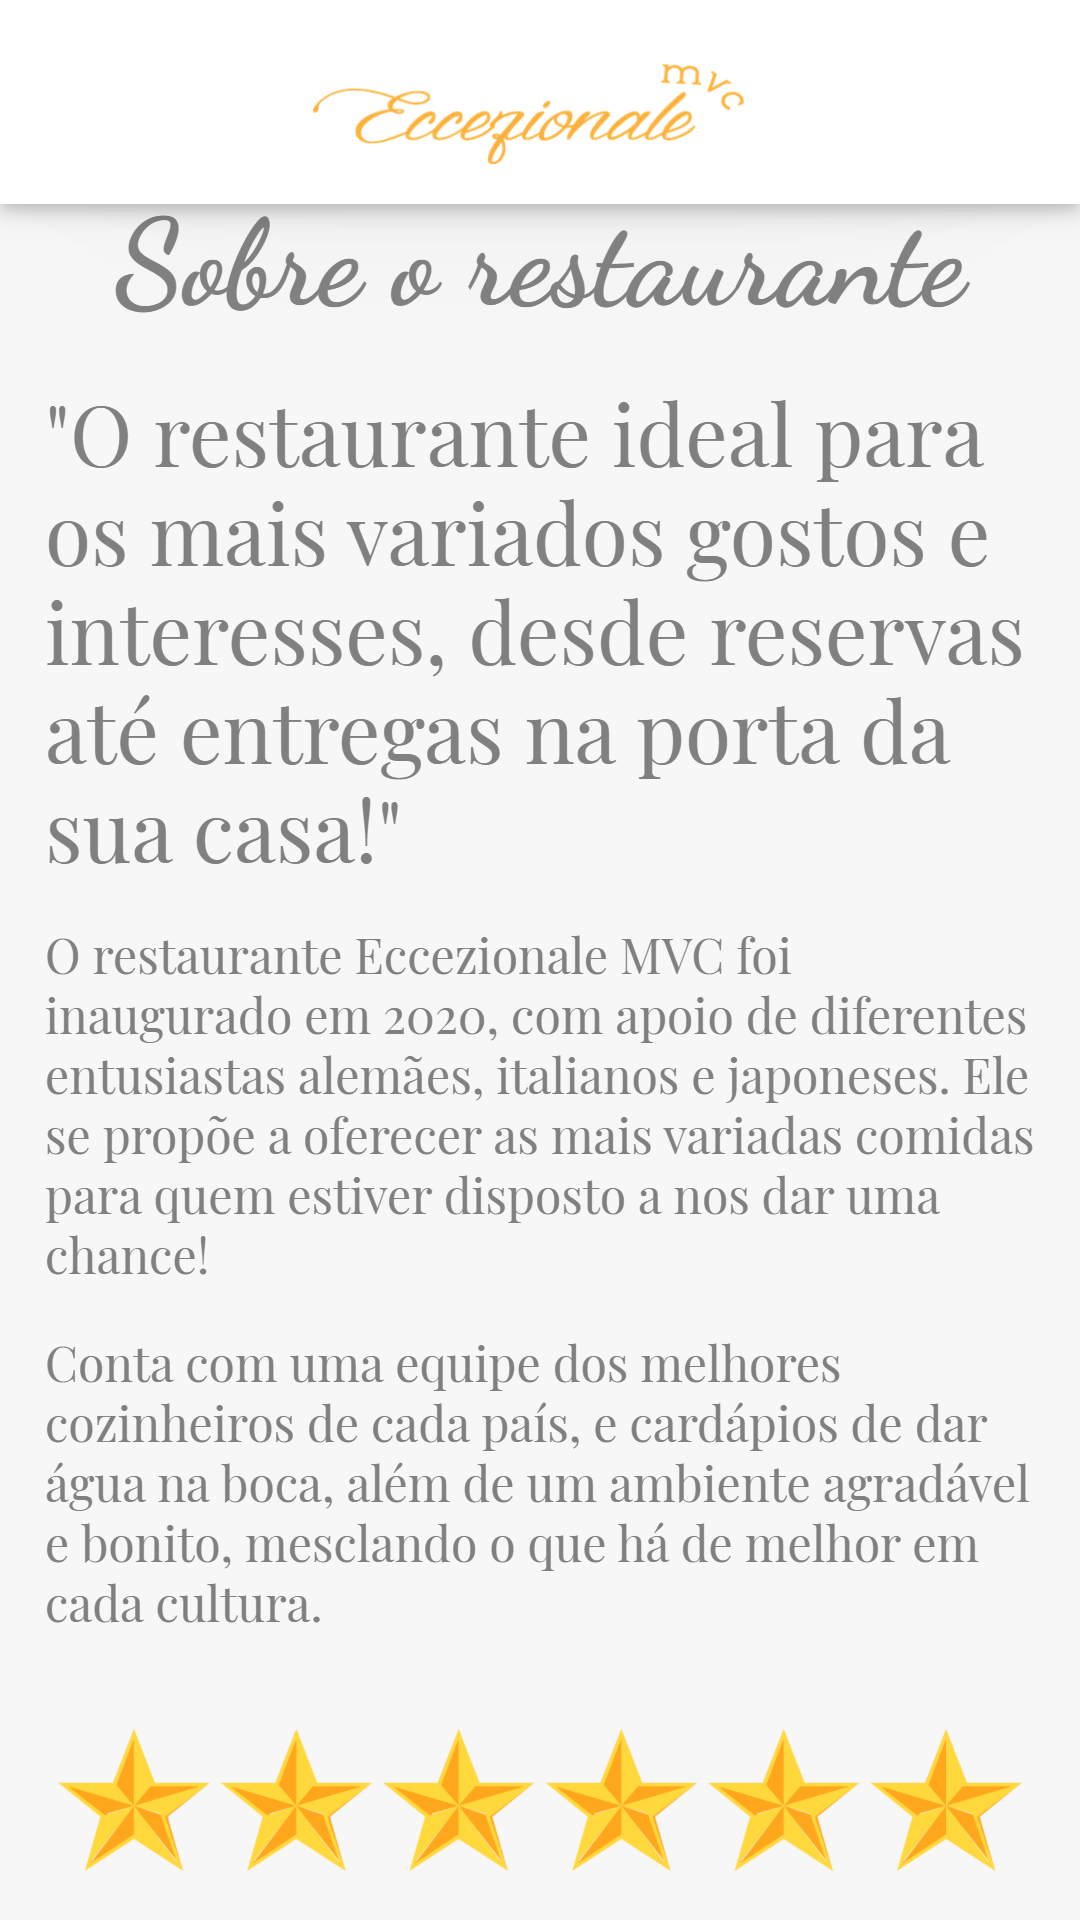 Eccezionale mvc
Sobre o restaurante
"O restaurante ideal para
os mais variados gostos e
interesses, desde reservas
até entregas na porta da
sua casa!"
O restaurante Eccezionale MVC foi
inaugurado em 2020, com apoio de diferentes
entusiastas alemães, italianos e japoneses. Ele
se propõe a oferecer as mais variadas comidas
para quem estiver disposto a nos dar uma
chance!
Conta com uma equipe dos melhores
cozinheiros de cada país, e cardápios de dar
água na boca, além de um ambiente agradável
e bonito, mesclando o que há de melhor em
cada cultura.